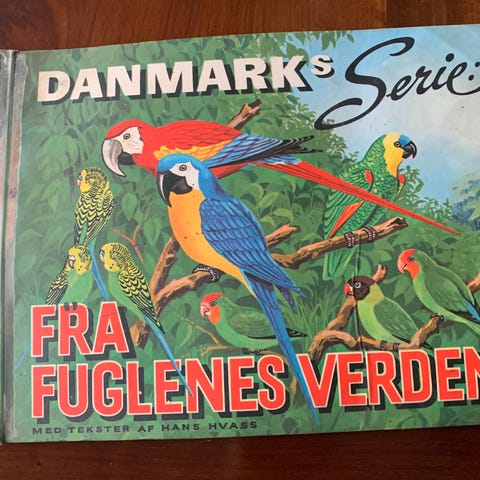 DANMARKs Serie:
FRA
FUGLENES VERDEN
MED TEKSTER AF HANS HVASS